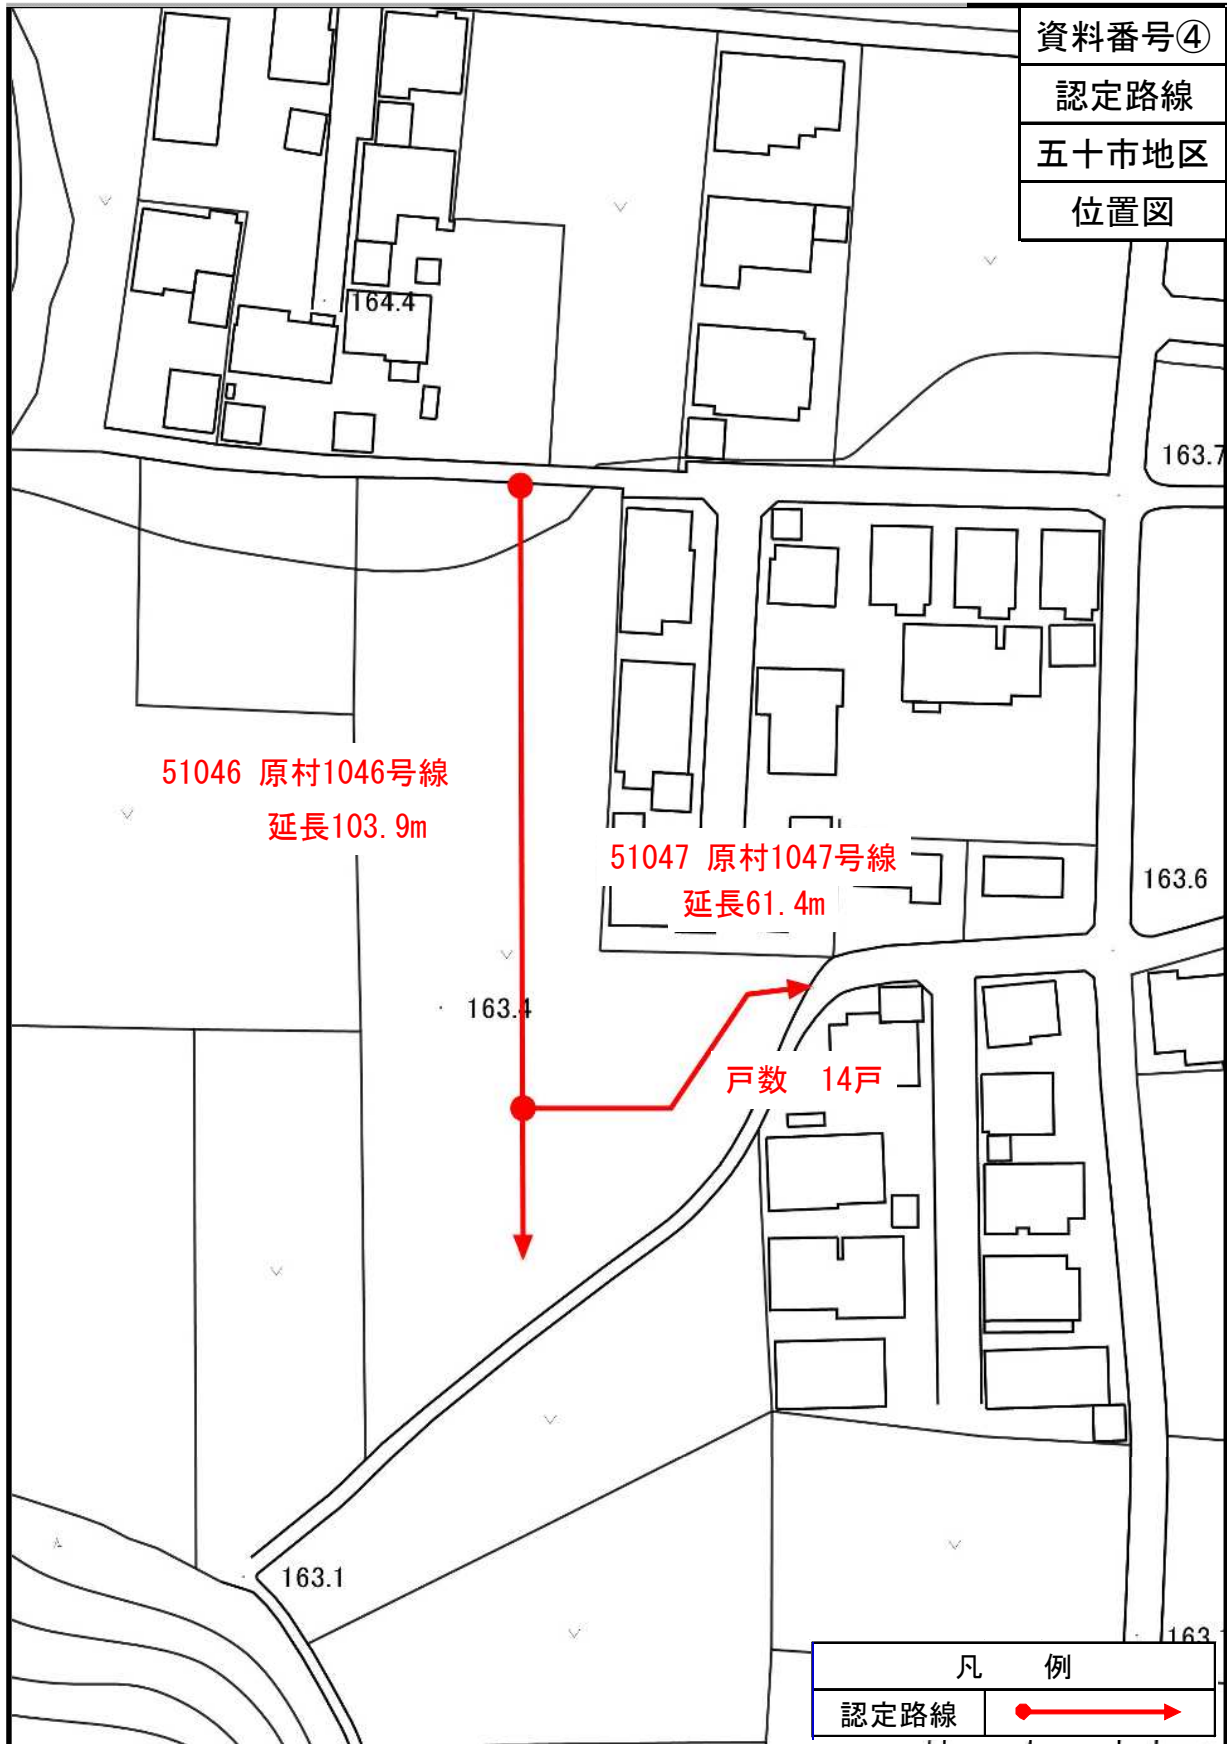 資料番号④
認定路線
五十市地区
位置図
164.4
163.7
51046 原村1046号線
延長103.9m
51047 原村1047号線
延長61.4m
163.6
163.4
戸数 14戸
163.1
凡 例
認定路線